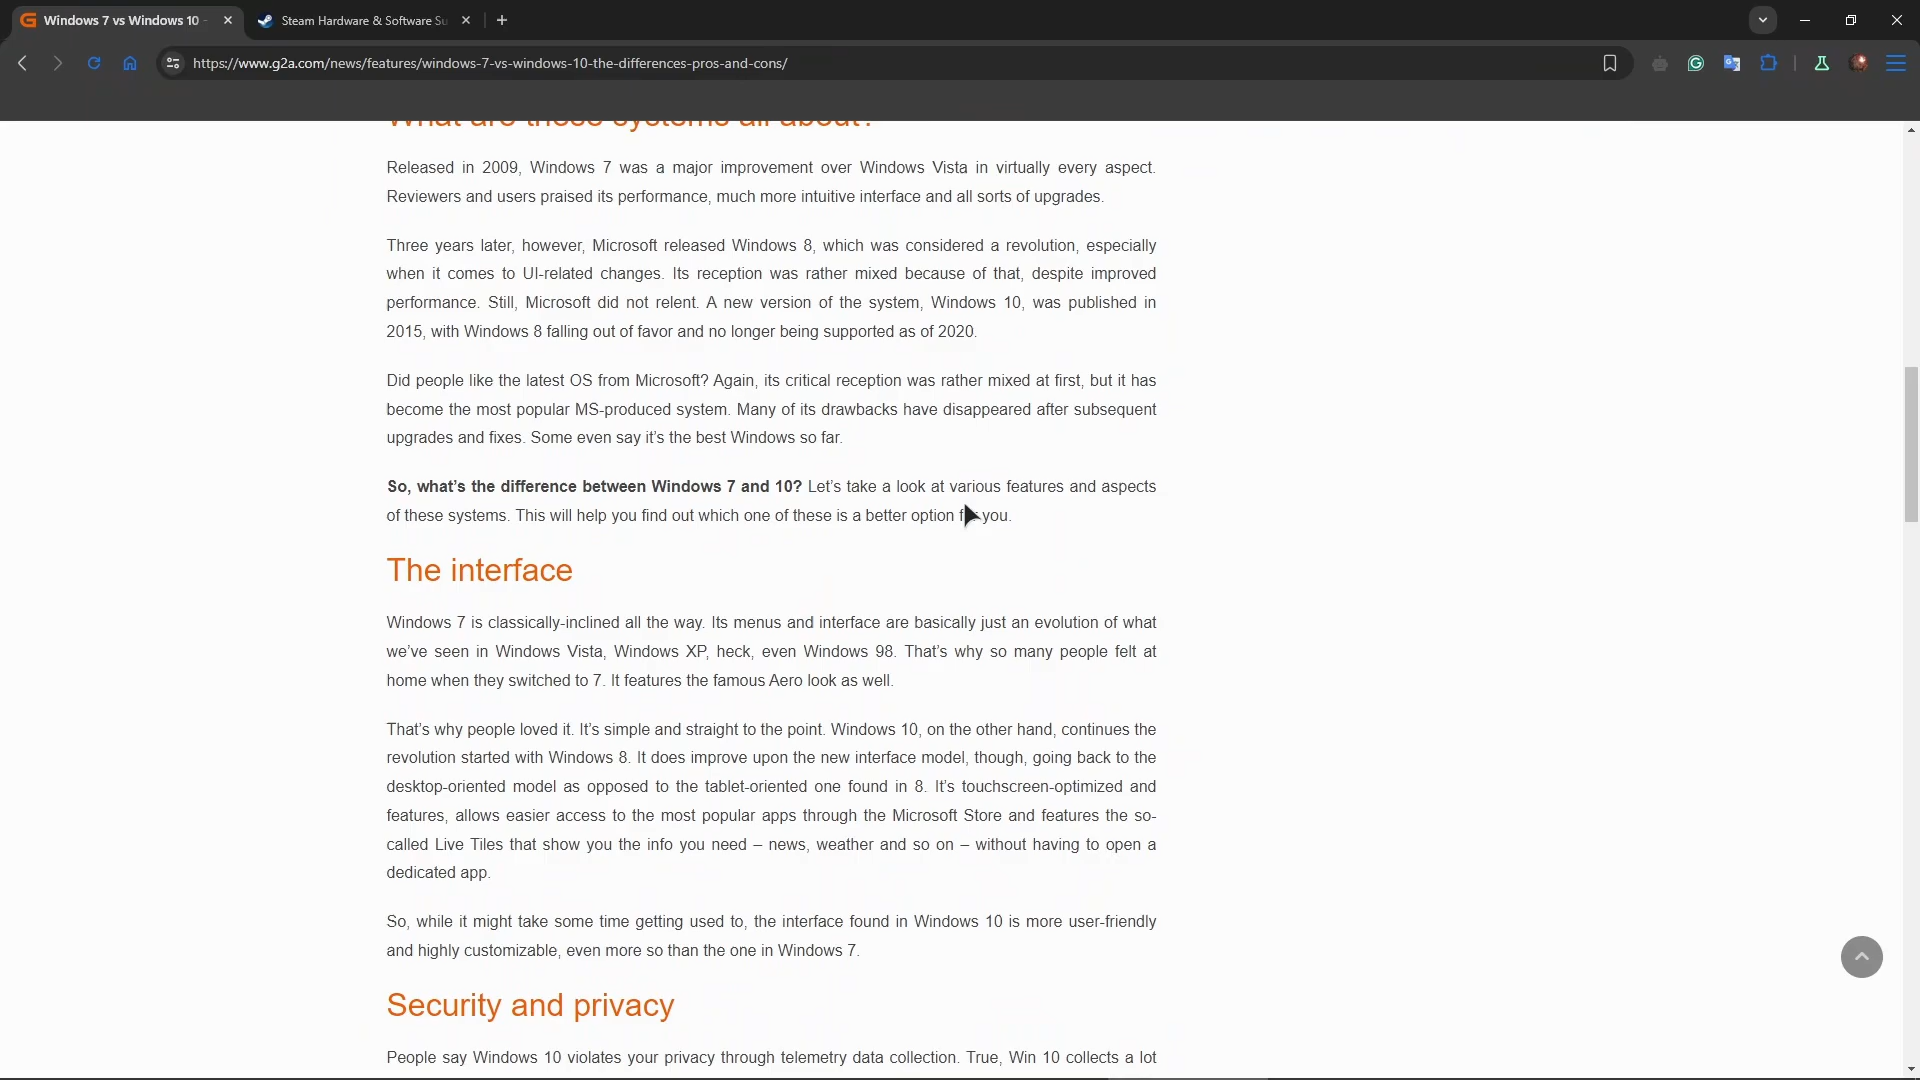 Windows 7 vs Windows 10 -
Steam Hardware & Software Su
https://www.g2a.com/news/features/windows-7-vs-windows-10-the-differences-pros-and-cons/
What are these systems all about?
Released in 2009, Windows 7 was a major improvement over Windows Vista in virtually every aspect.
Reviewers and users praised its performance, much more intuitive interface and all sorts of upgrades.
Three years later, however, Microsoft released Windows 8, which was considered a revolution, especially
when it comes to UI-related changes. Its reception was rather mixed because of that, despite improved
performance. Still, Microsoft did not relent. A new version of the system, Windows 10, was published in
2015, with Windows 8 falling out of favor and no longer being supported as of 2020.
Did people like the latest OS from Microsoft? Again, its critical reception was rather mixed at first, but it has
become the most popular MS-produced system. Many of its drawbacks have disappeared after subsequent
upgrades and fixes. Some even say it's the best Windows so far.
So, what's the difference between Windows 7 and 10? Let's take a look at various features and aspects
of these systems. This will help you find out which one of these is a better option for you.
The interface
Windows 7 is classically-inclined all the way. Its menus and interface are basically just an evolution of what
we've seen in Windows Vista, Windows XP, heck, even Windows 98. That's why so many people felt at
home when they switched to 7. It features the famous Aero look as well.
That's why people loved it. It's simple and straight to the point. Windows 10, on the other hand, continues the
revolution started with Windows 8. It does improve upon the new interface model, though, going back to the
desktop-oriented model as opposed to the tablet-oriented one found in 8. It's touchscreen-optimized and
features, allows easier access to the most popular apps through the Microsoft Store and features the so-
called Live Tiles that show you the info you need – news, weather and so on – without having to open a
dedicated app.
So, while it might take some time getting used to, the interface found in Windows 10 is more user-friendly
and highly customizable, even more so than the one in Windows 7.
Security and privacy
People say Windows 10 violates your privacy through telemetry data collection. True, Win 10 collects a lot